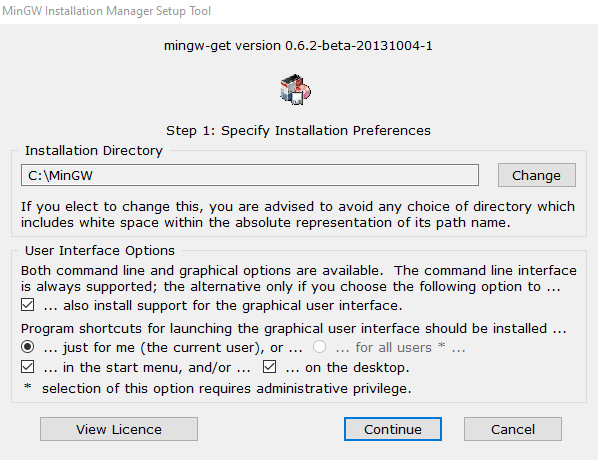 MinGW Installation Manager Setup Tool
mingw-get version 0.6.2-beta-20131004-1
Step 1: Specify Installation Preferences
Installation Directory
C:\MinGW
Change
If you elect to change this, you are advised to avoid any choice of directory which
includes white space within the absolute representation of its path name.
User Interface Options
Both command line and graphical options are available.  The command line interface
is always supported; the alternative only if you choose the following option to ...
... also install support for the graphical user interface.
Program shortcuts for launching the graphical user interface should be installed ...
... just for me (the current user), or ... ... for all users * ...
... in the start menu, and/or ... ... on the desktop.
* selection of this option requires administrative privilege.
View Licence
Continue
Cancel